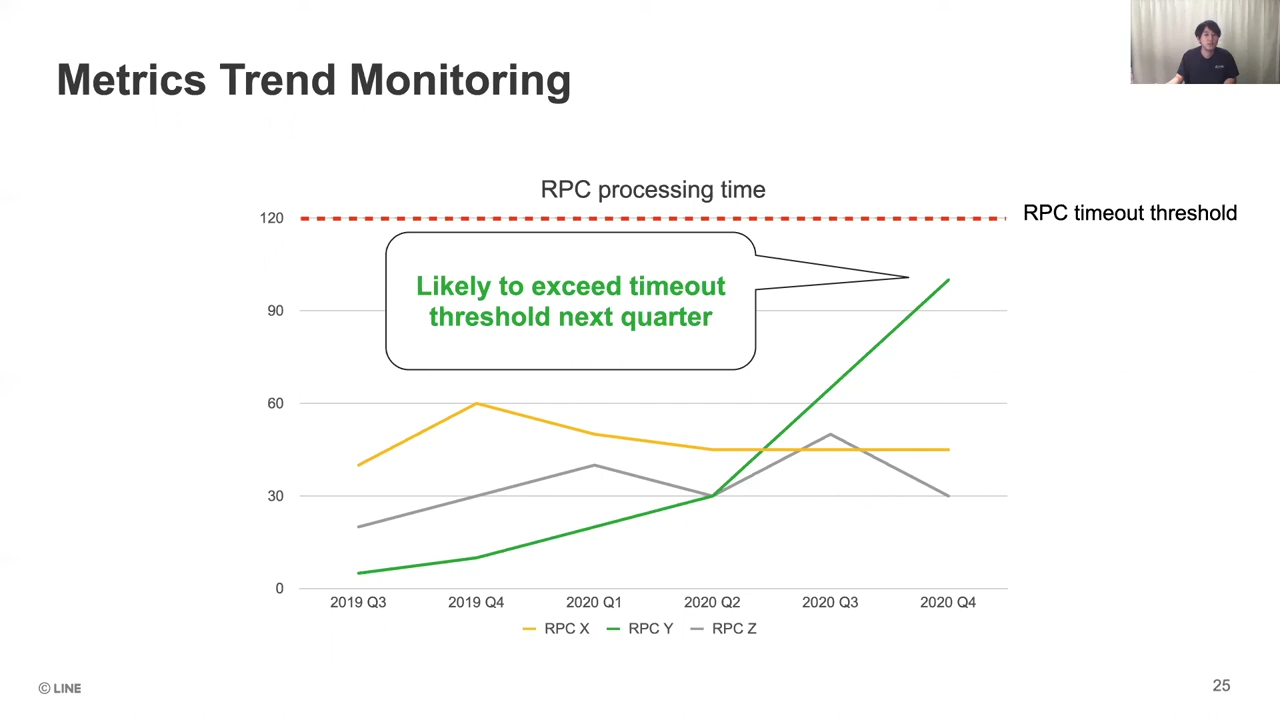 Metrics Trend Monitoring
RPC processing time
120
RPC timeout threshold
Likely to exceed timeout
threshold next quarter
90
60
30
0
2019 Q3 2019 Q4 2020 Q1 2020 Q2 2020 Q3 2020 Q4
RPC X RPC Y RPC Z
© LINE
25